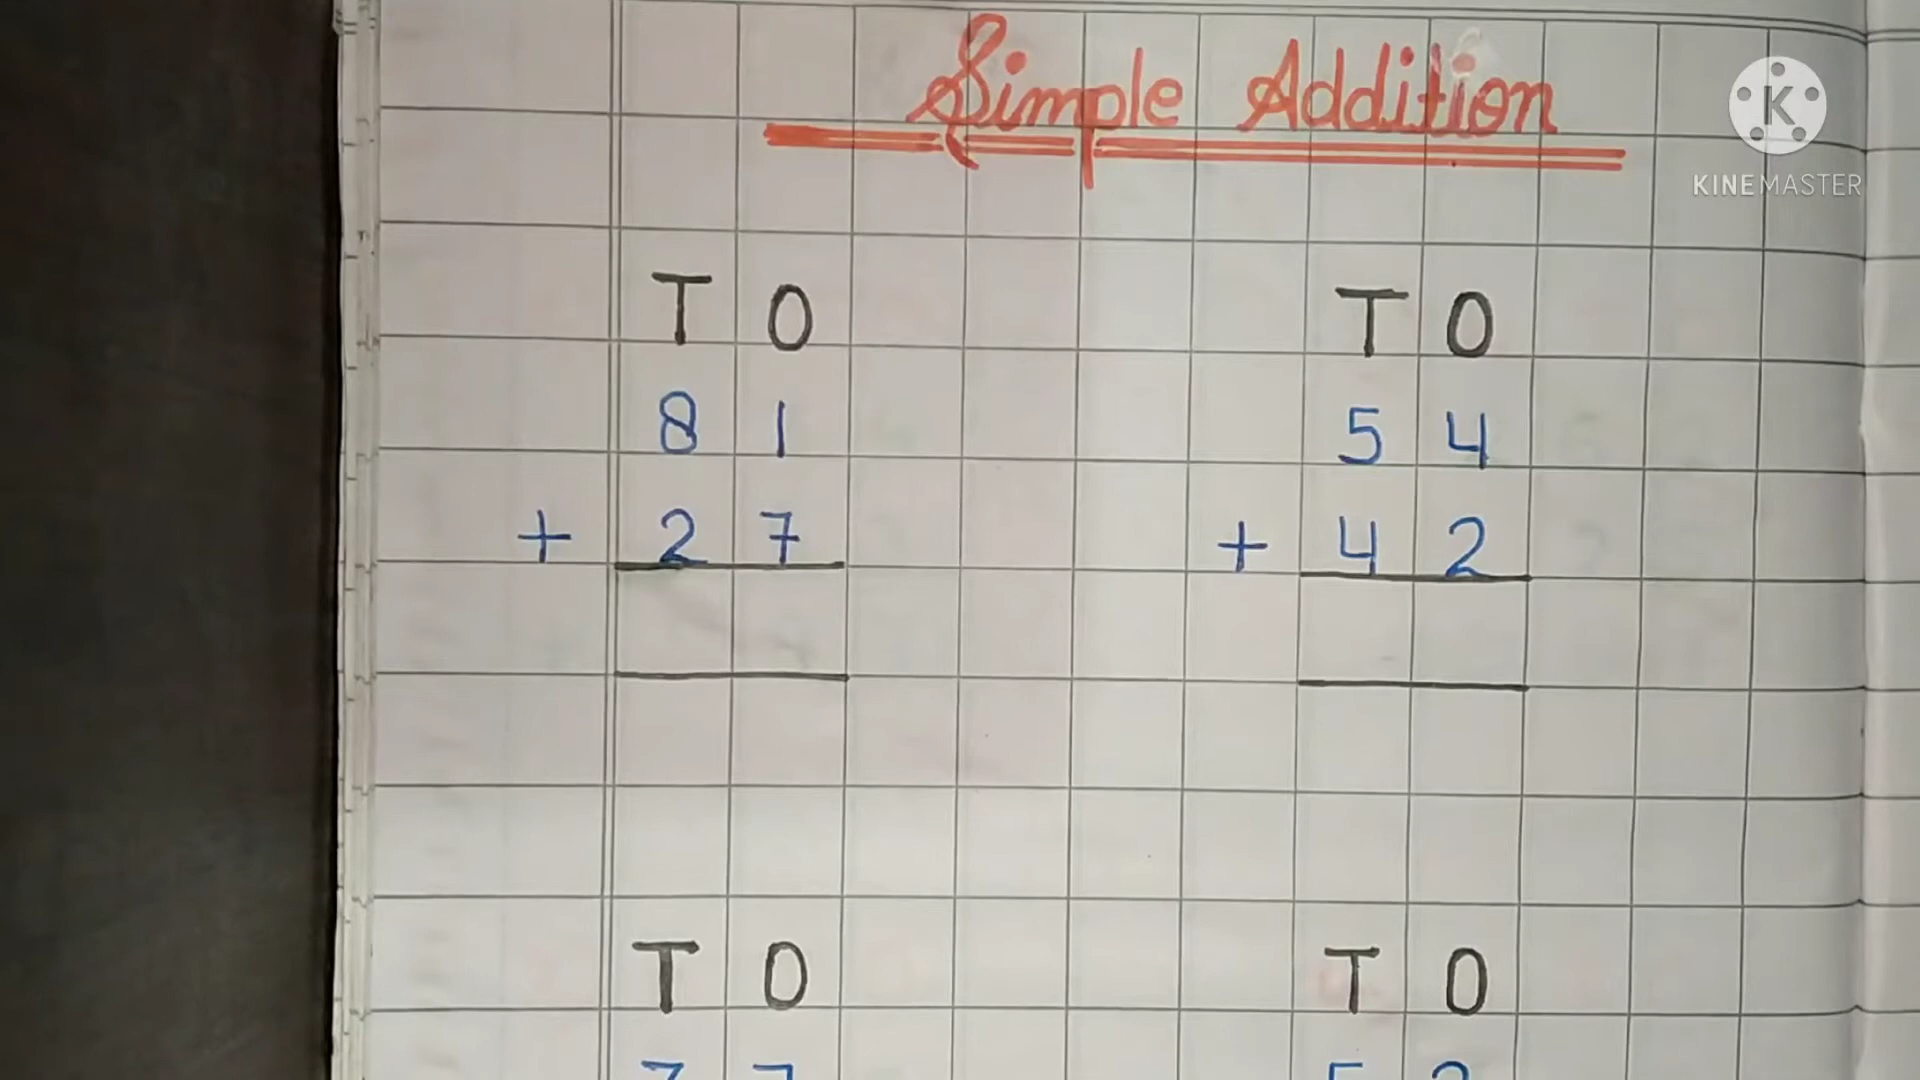 Simple Addition
KINEMASTER
T O T O
8 1 5 4
+ 2 7 + 4 2
T O T O